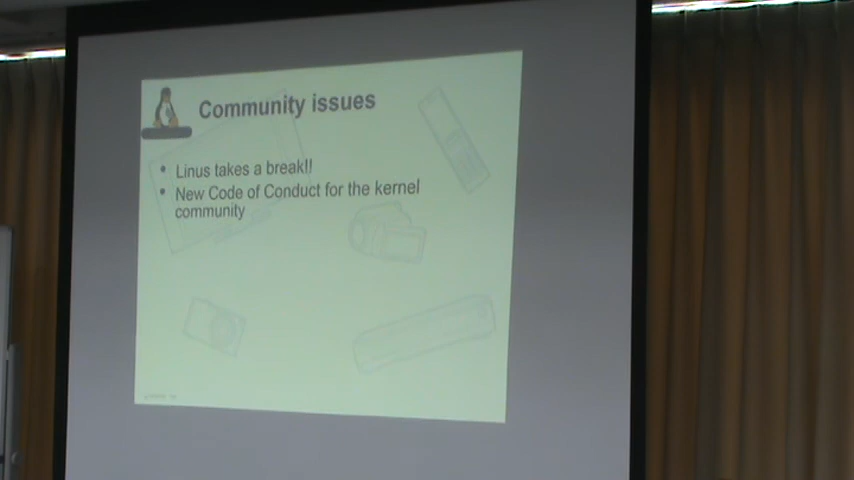 Community issues
Linus takes a break!!
New Code of Conduct for the kernel
community